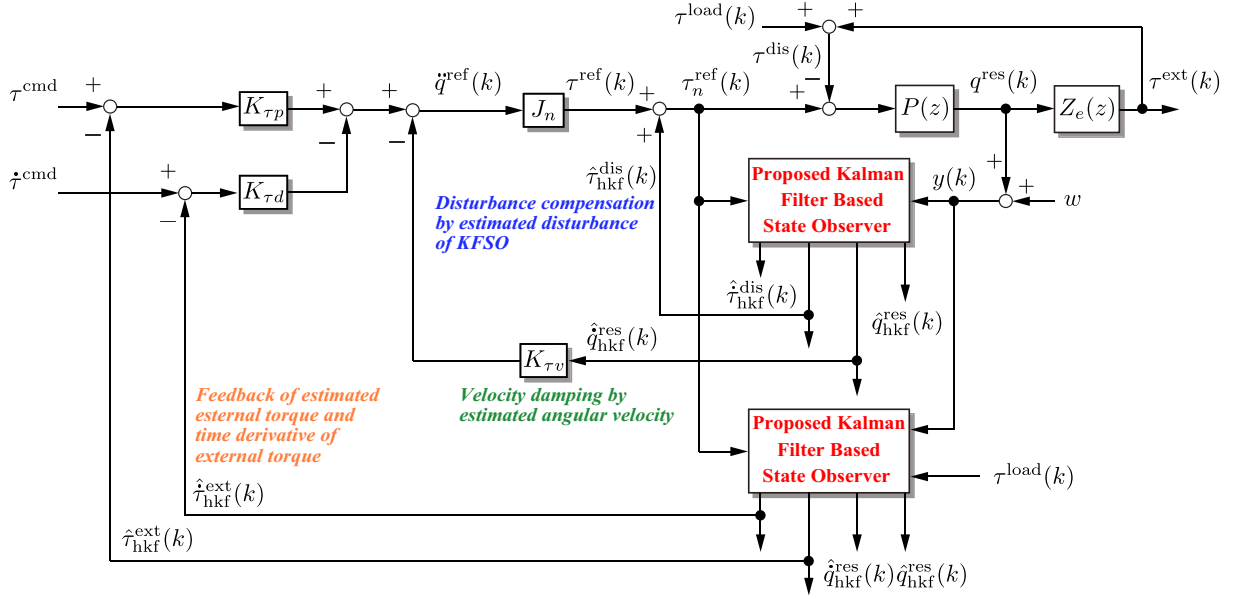 τ^load(k)
+
+
τ^dis(k)
−
τ^cmd
+
−
K_τp
+
−
+
−
q̈^ref(k)
J_n
τ^ref(k)
+
+
τ_n^ref(k)
+
P(z)
q^res(k)
Z_e(z)
τ^ext(k)
τ̇^cmd
+
−
K_τd
τ̂_hkf^dis(k)
Proposed Kalman
Filter Based
State Observer
y(k)
+
+
w
Disturbance compensation
by estimated disturbance
of KFSO
τ̇̂_hkf^dis(k)
q̂_hkf^res(k)
K_τv
q̇̂_hkf^res(k)
Velocity damping by
estimated angular velocity
Feedback of estimated
esternal torque and
time derivative of
external torque
Proposed Kalman
Filter Based
State Observer
τ^load(k)
τ̇̂_hkf^ext(k)
τ̂_hkf^ext(k)
q̇̂_hkf^res(k) q̂_hkf^res(k)